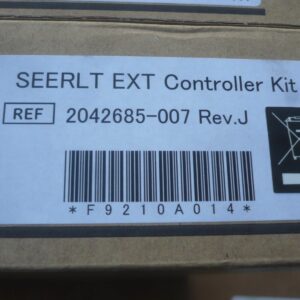 SEERLT EXT Controller Kit
REF 2042685-007 Rev.J
*F9210A014*